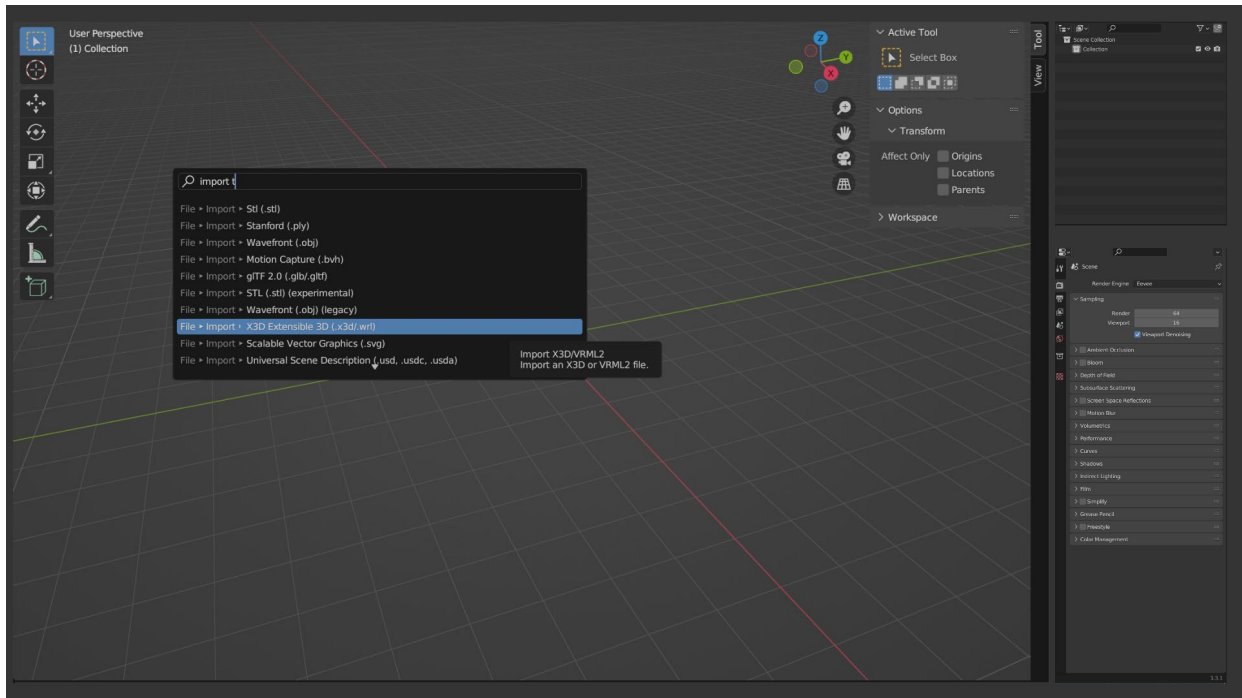 User Perspective
(1) Collection
import t
File ▸ Import ▸ Stl (.stl)
File ▸ Import ▸ Stanford (.ply)
File ▸ Import ▸ Wavefront (.obj)
File ▸ Import ▸ Motion Capture (.bvh)
File ▸ Import ▸ glTF 2.0 (.glb/.gltf)
File ▸ Import ▸ STL (.stl) (experimental)
File ▸ Import ▸ Wavefront (.obj) (legacy)
File ▸ Import ▸ X3D Extensible 3D (.x3d/.wrl)
File ▸ Import ▸ Scalable Vector Graphics (.svg)
File ▸ Import ▸ Universal Scene Description (.usd, .usdc, .usda)
Import X3D/VRML2
Import an X3D or VRML2 file.
Z
Y
X
Active Tool
Select Box
Options
Transform
Affect Only Origins
Locations
Parents
Workspace
Tool
View
Scene Collection
Collection
Scene
Render Engine Eevee
Sampling
Render 64
Viewport 16
Viewport Denoising
Ambient Occlusion
Bloom
Depth of Field
Subsurface Scattering
Screen Space Reflections
Motion Blur
Volumetrics
Performance
Curves
Shadows
Indirect Lighting
Film
Simplify
Grease Pencil
Freestyle
Color Management
3.3.1